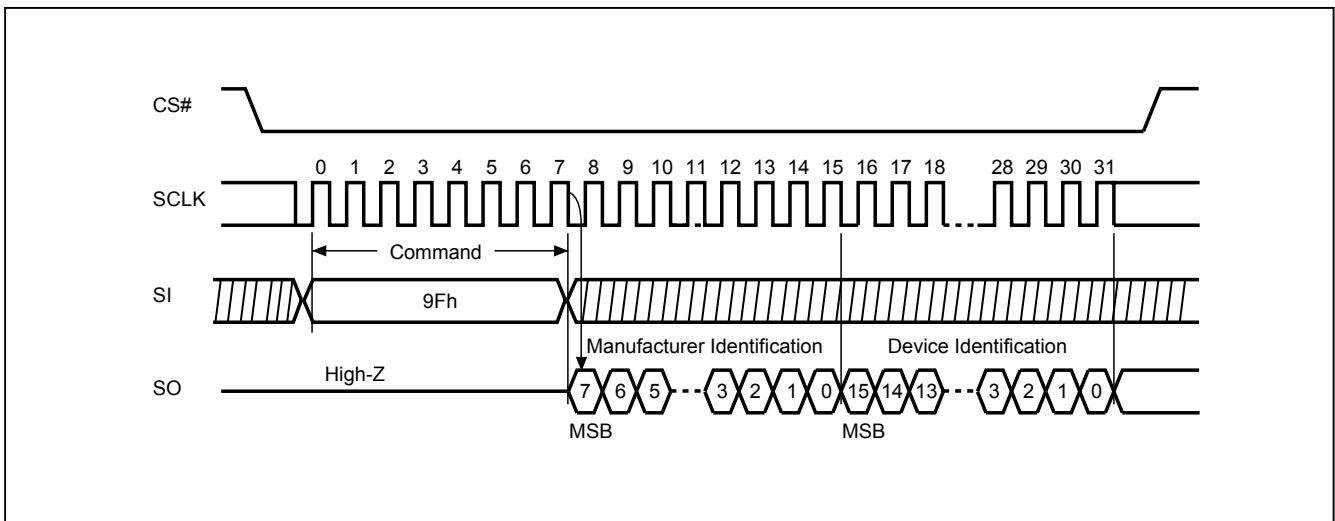 CS#
0 1 2 3 4 5 6 7 8 9 10 11 12 13 14 15 16 17 18 28 29 30 31
SCLK
Command
SI
9Fh
Manufacturer Identification Device Identification
High-Z
SO
7 6 5 3 2 1 0 15 14 13 3 2 1 0
MSB MSB